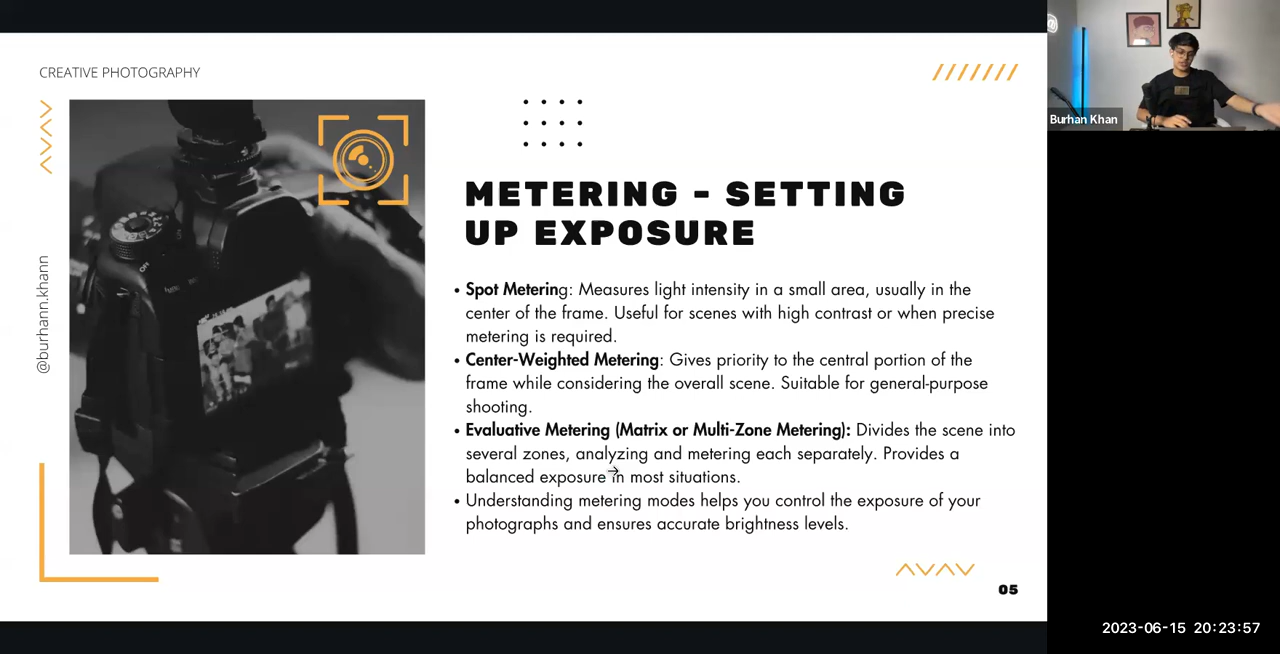 CREATIVE PHOTOGRAPHY
@burhann.khann
METERING - SETTING
UP EXPOSURE
• Spot Metering: Measures light intensity in a small area, usually in the
center of the frame. Useful for scenes with high contrast or when precise
metering is required.
• Center-Weighted Metering: Gives priority to the central portion of the
frame while considering the overall scene. Suitable for general-purpose
shooting.
• Evaluative Metering (Matrix or Multi-Zone Metering): Divides the scene into
several zones, analyzing and metering each separately. Provides a
balanced exposure in most situations.
• Understanding metering modes helps you control the exposure of your
photographs and ensures accurate brightness levels.
05
Burhan Khan
2023-06-15 20:23:57